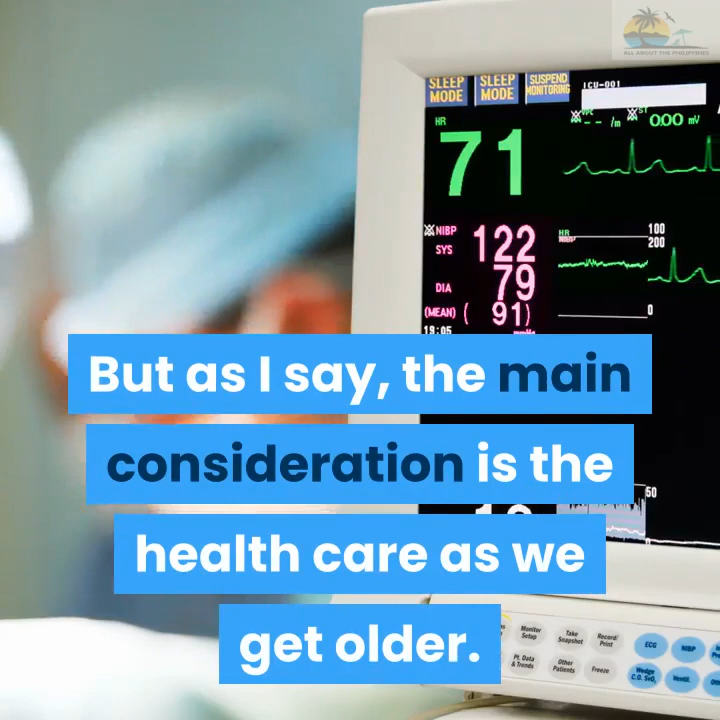 ALL ABOUT THE PHILIPPINES
SLEEP MODE
SLEEP MODE
SUSPEND MONITORING
ICU-001
HR
71
/m
ST
0.00 mV
NIBP
SYS
122
DIA
79
(MEAN) ( 91)
19:05
HR
100
200
0
But as I say, the main
consideration is the
health care as we
get older.
50
Monitor Setup
Take Snapshot
Record/Print
ECG
NIBP
Pt. Data & Trends
Other Patients
Freeze
Wedge C.O. SvO₂
Ventil.